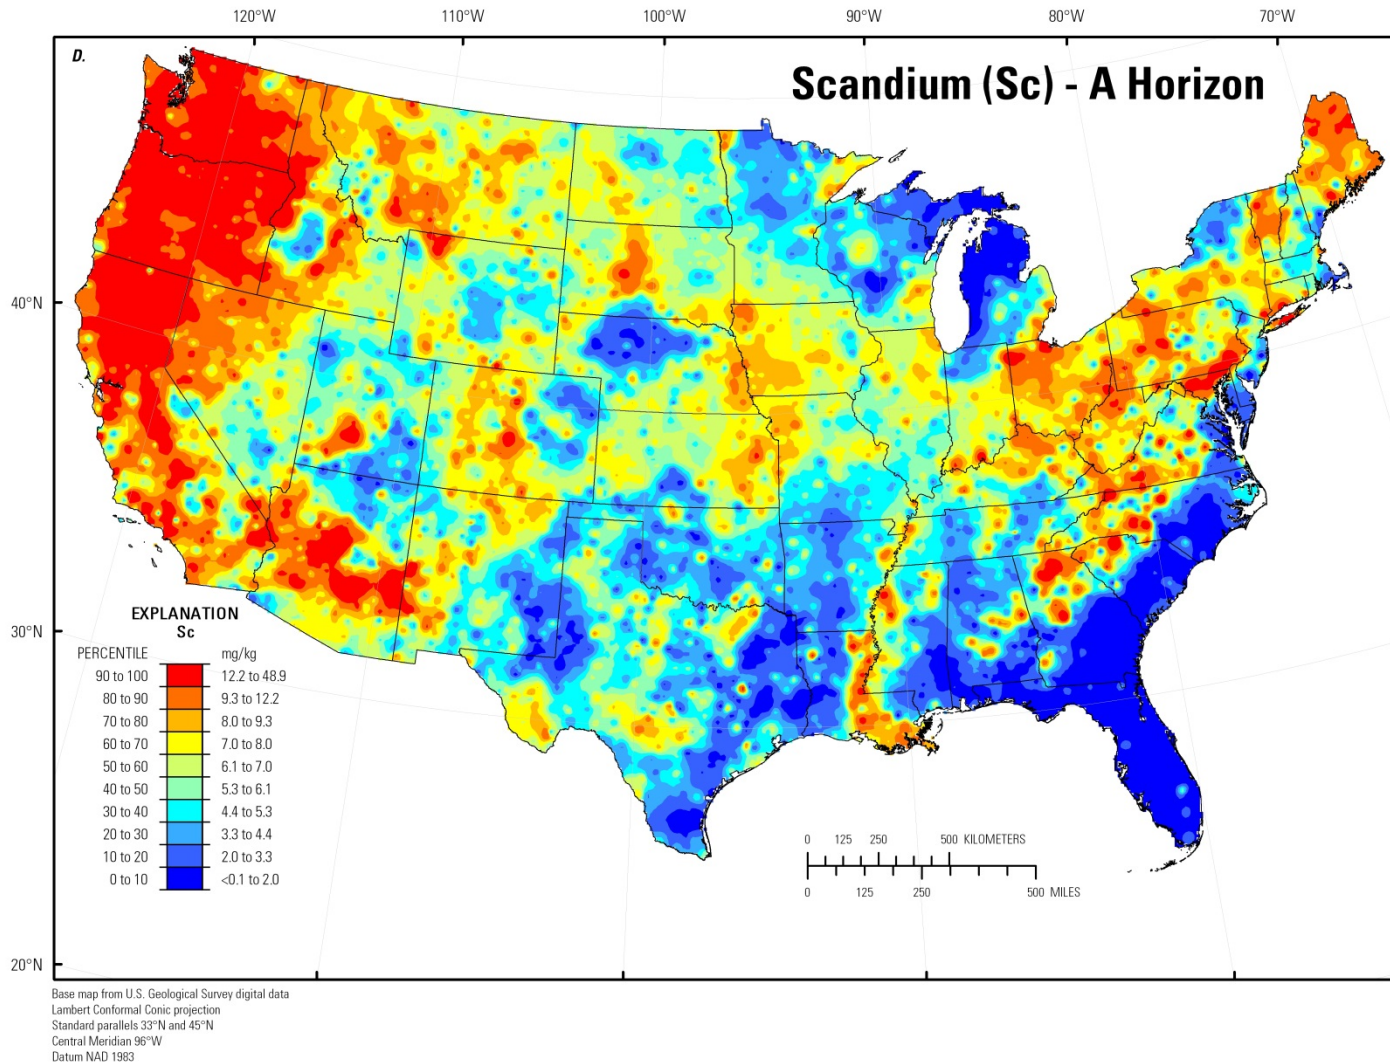 120°W 110°W 100°W 90°W 80°W 70°W
D.
Scandium (Sc) - A Horizon
40°N
30°N
20°N
EXPLANATION
Sc
PERCENTILE mg/kg
90 to 100 12.2 to 48.9
80 to 90 9.3 to 12.2
70 to 80 8.0 to 9.3
60 to 70 7.0 to 8.0
50 to 60 6.1 to 7.0
40 to 50 5.3 to 6.1
30 to 40 4.4 to 5.3
20 to 30 3.3 to 4.4
10 to 20 2.0 to 3.3
0 to 10 <0.1 to 2.0
0 125 250 500 KILOMETERS
0 125 250 500 MILES
Base map from U.S. Geological Survey digital data
Lambert Conformal Conic projection
Standard parallels 33°N and 45°N
Central Meridian 96°W
Datum NAD 1983